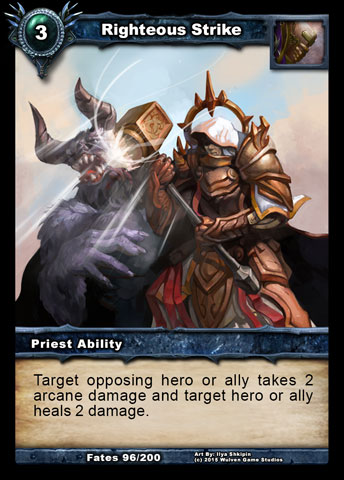 3
Righteous Strike
Priest Ability
Target opposing hero or ally takes 2
arcane damage and target hero or ally
heals 2 damage.
Fates 96/200
Art By: Ilya Shkipin
(c) 2015 Wulven Game Studios